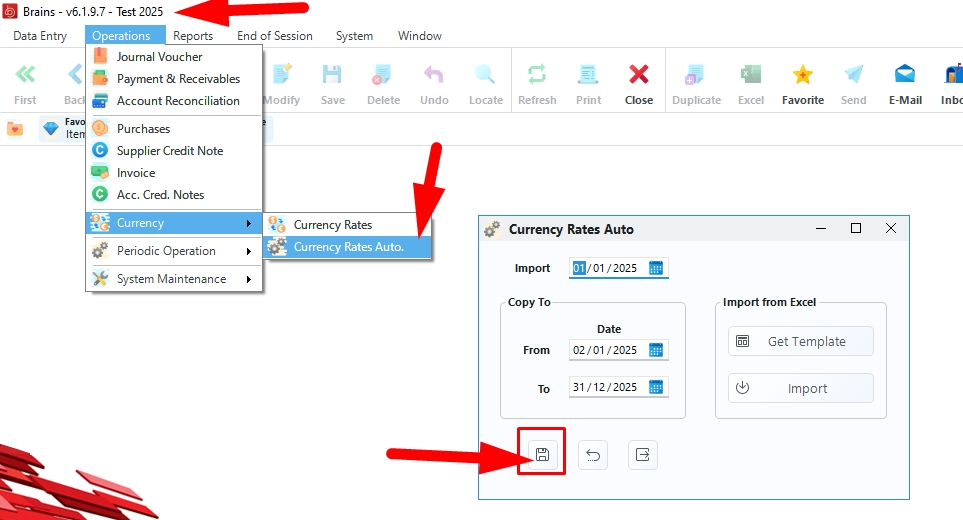 Brains - v6.1.9.7 - Test 2025
Data Entry Operations Reports End of Session System Window
First Modify Save Delete Undo Locate Refresh Print Close Duplicate Excel Favorite Send E-Mail
Journal Voucher
Payment & Receivables
Account Reconciliation
Purchases
Supplier Credit Note
Invoice
Acc. Cred. Notes
Currency
Periodic Operation
System Maintenance
Currency Rates
Currency Rates Auto.
Currency Rates Auto
Import 01/01/2025
Copy To
Date
From 02/01/2025
To 31/12/2025
Import from Excel
Get Template
Import